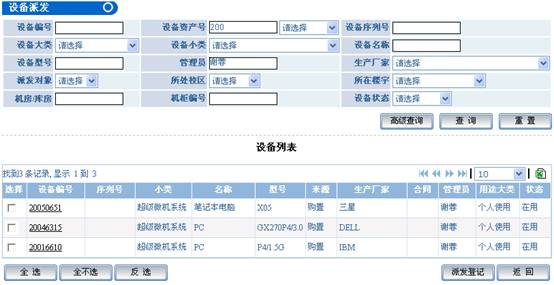 设备派发
设备编号 设备资产号 200 请选择 设备序列号
设备大类 请选择 设备小类 请选择 设备名称
设备型号 管理员 谢蓉 生产厂家 请选择
派发对象 请选择 所处校区 请选择 所在楼宇 请选择
机房/库房 机柜编号 设备状态 请选择
高级查询 查 询 重 置
设备列表
找到3 条记录, 显示 1 到 3 10
选择 设备编号 序列号 小类 名称 型号 来源 生产厂家 合同 管理员 用途大类 状态
20050651 超级微机系统 笔记本电脑 X05 购置 三星 谢蓉 个人使用 在用
20046315 超级微机系统 PC GX270P4/3.0 购置 DELL 谢蓉 个人使用 在用
20016610 超级微机系统 PC P4/1.5G 购置 IBM 谢蓉 个人使用 在用
全 选 全不选 反 选 派发登记 返 回